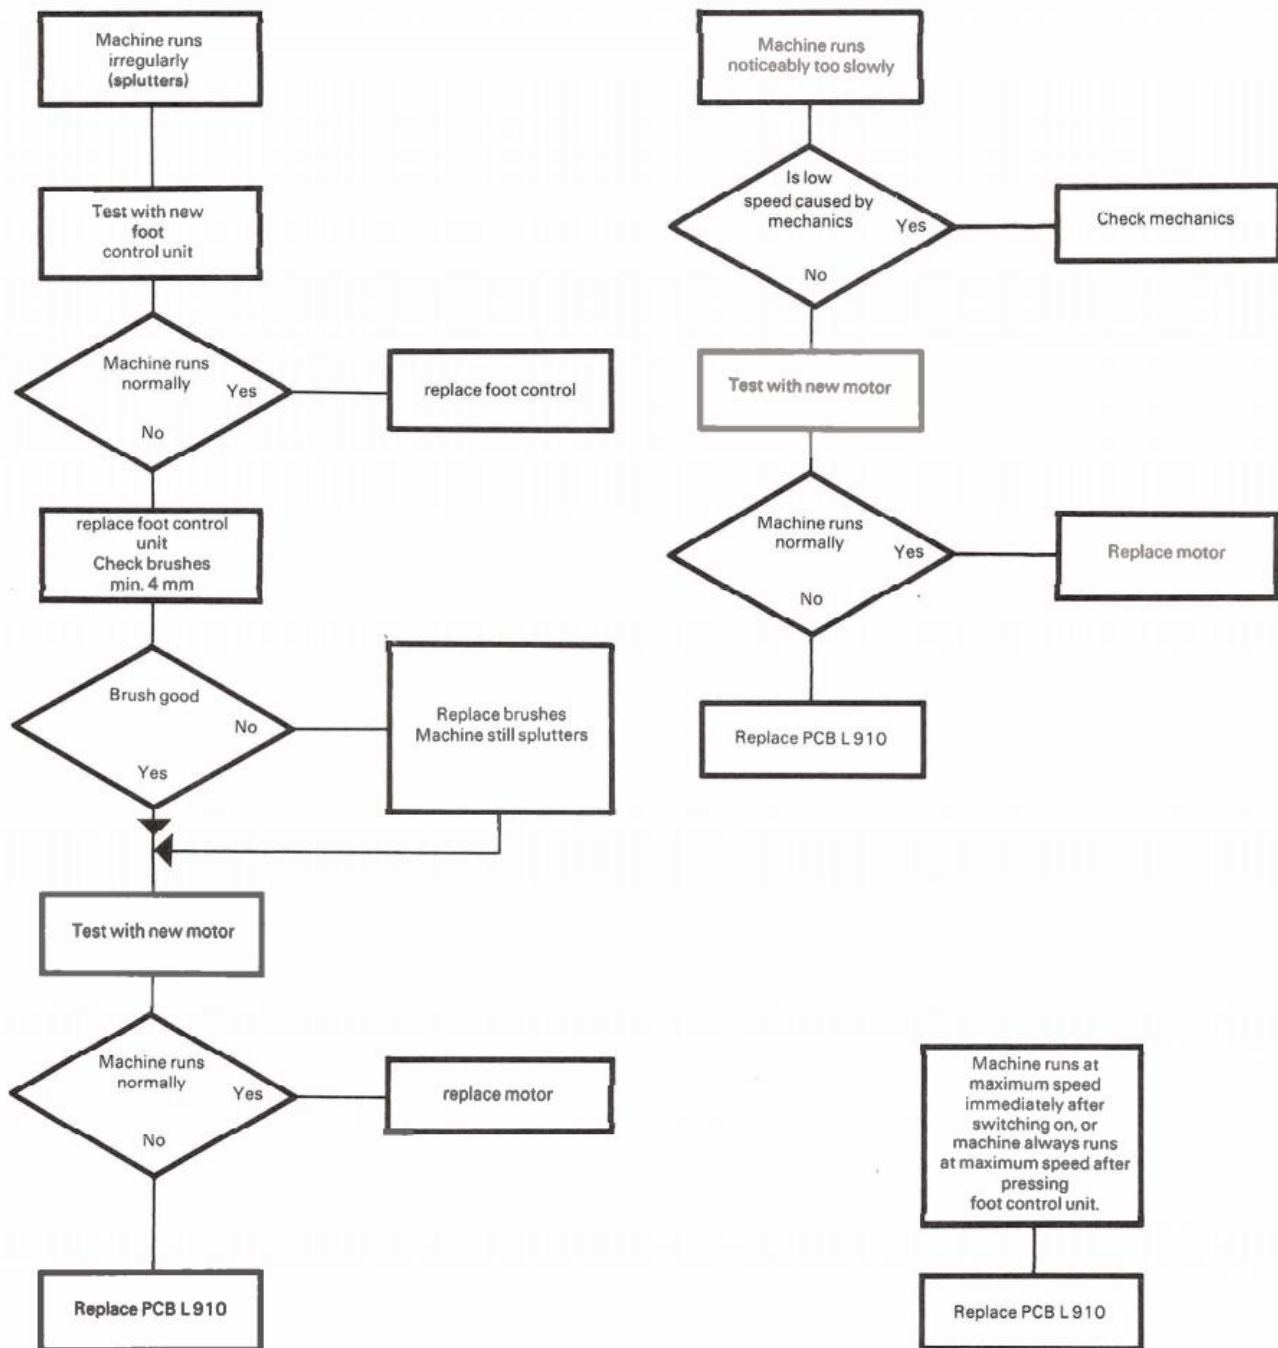 Machine runs
irregularly
(splutters)
Test with new
foot
control unit
Machine runs
normally
Yes
No
replace foot control
replace foot control
unit
Check brushes
min. 4 mm
Brush good
No
Yes
Replace brushes
Machine still splutters
Test with new motor
Machine runs
normally
Yes
No
replace motor
Replace PCB L 910
Machine runs
noticeably too slowly
Is low
speed caused by
mechanics
Yes
No
Check mechanics
Test with new motor
Machine runs
normally
Yes
No
Replace motor
Replace PCB L 910
Machine runs at
maximum speed
immediately after
switching on, or
machine always runs
at maximum speed after
pressing
foot control unit.
Replace PCB L 910